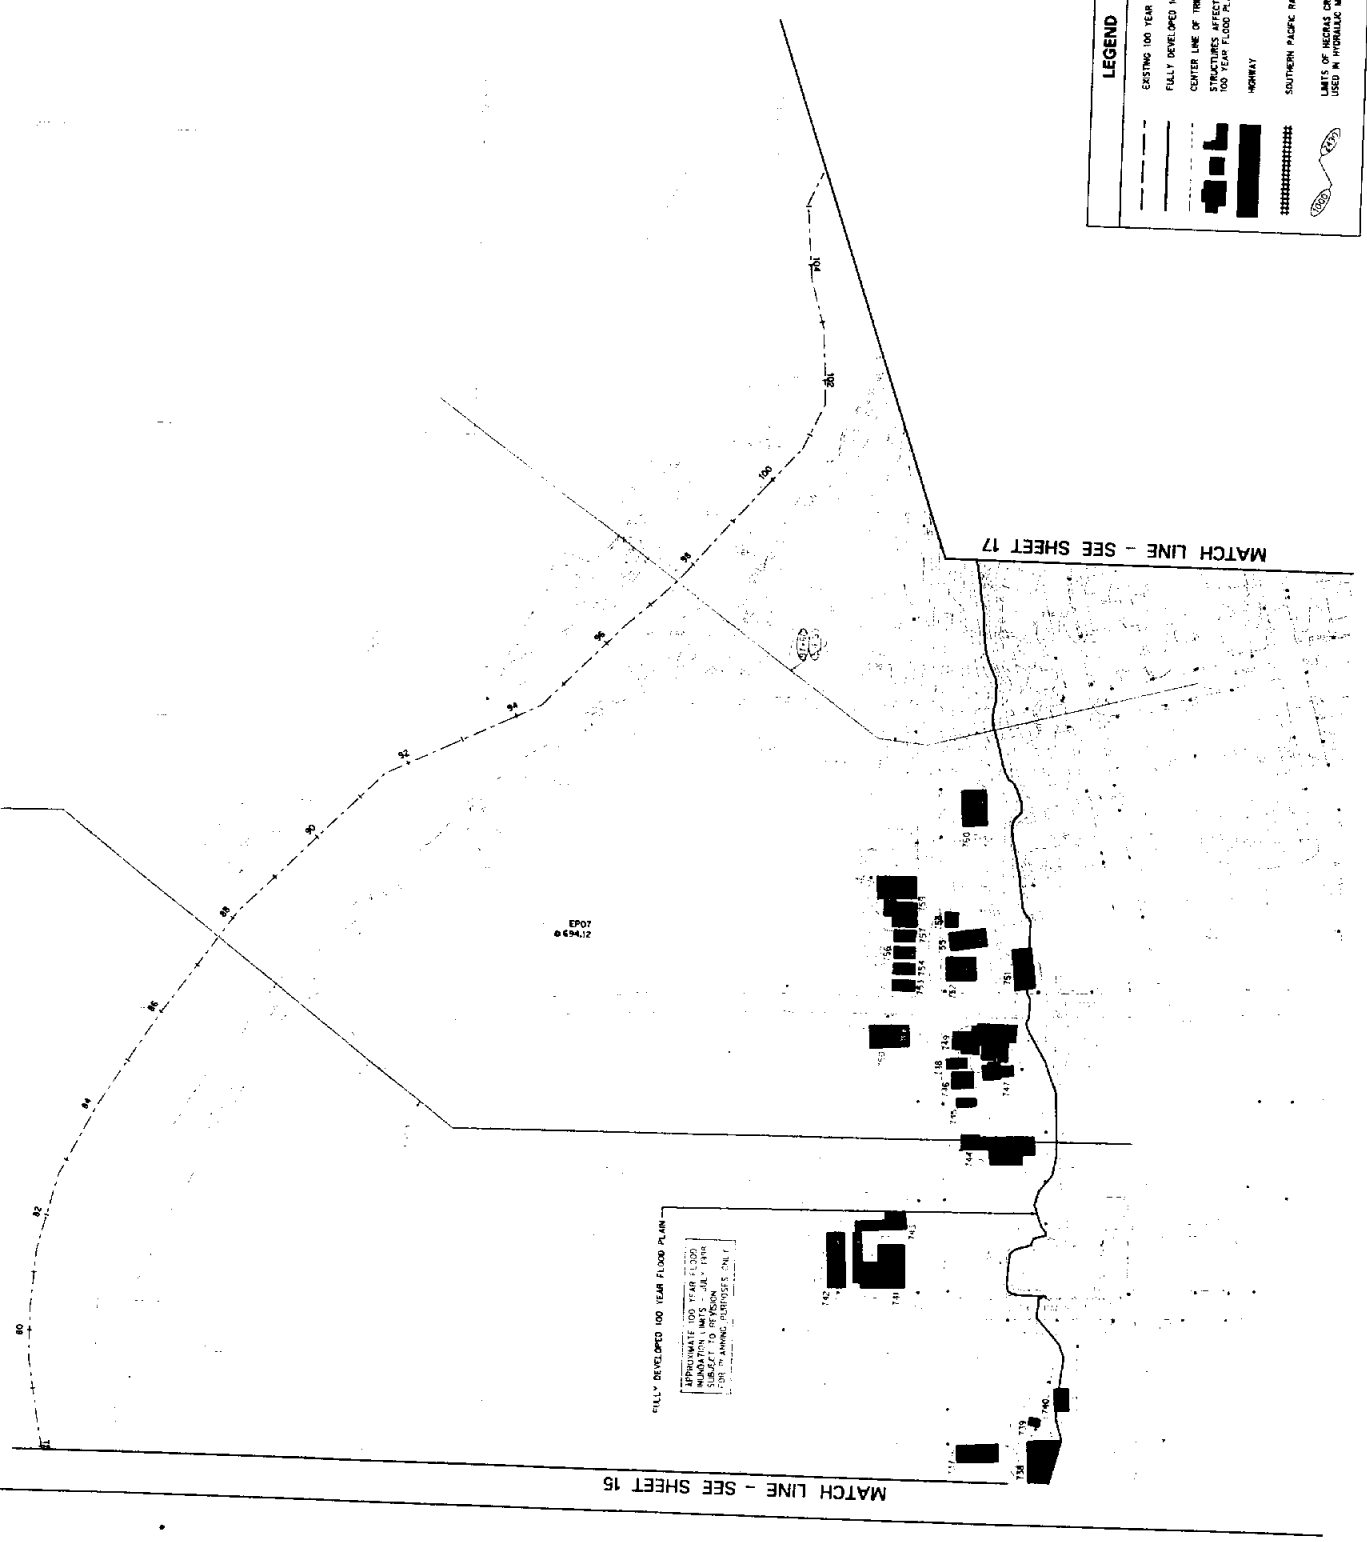 LEGEND
EXISTING 100 YEAR
FULLY DEVELOPED
CENTER LINE OF
STRUCTURES AFFECT
100 YEAR FLOOD
HIGHWAY
SOUTHERN PACIFIC
LIMITS OF HECRAS
USED IN HYDRAULIC
1000
MATCH LINE - SEE SHEET 17
104
102
100
98
96
94
92
90
88
86
84
82
80
EP07
694.12
750
758
757
756
755
754
753
752
751
749
748
746
747
745
744
743
742
741
740
739
738
FULLY DEVELOPED 100 YEAR FLOOD PLAIN
APPROXIMATE 100 YEAR FLOOD
INUNDATION LIMITS - JULY
SUBJECT TO REVISION
FOR PLANNING PURPOSES ONLY
MATCH LINE - SEE SHEET 15